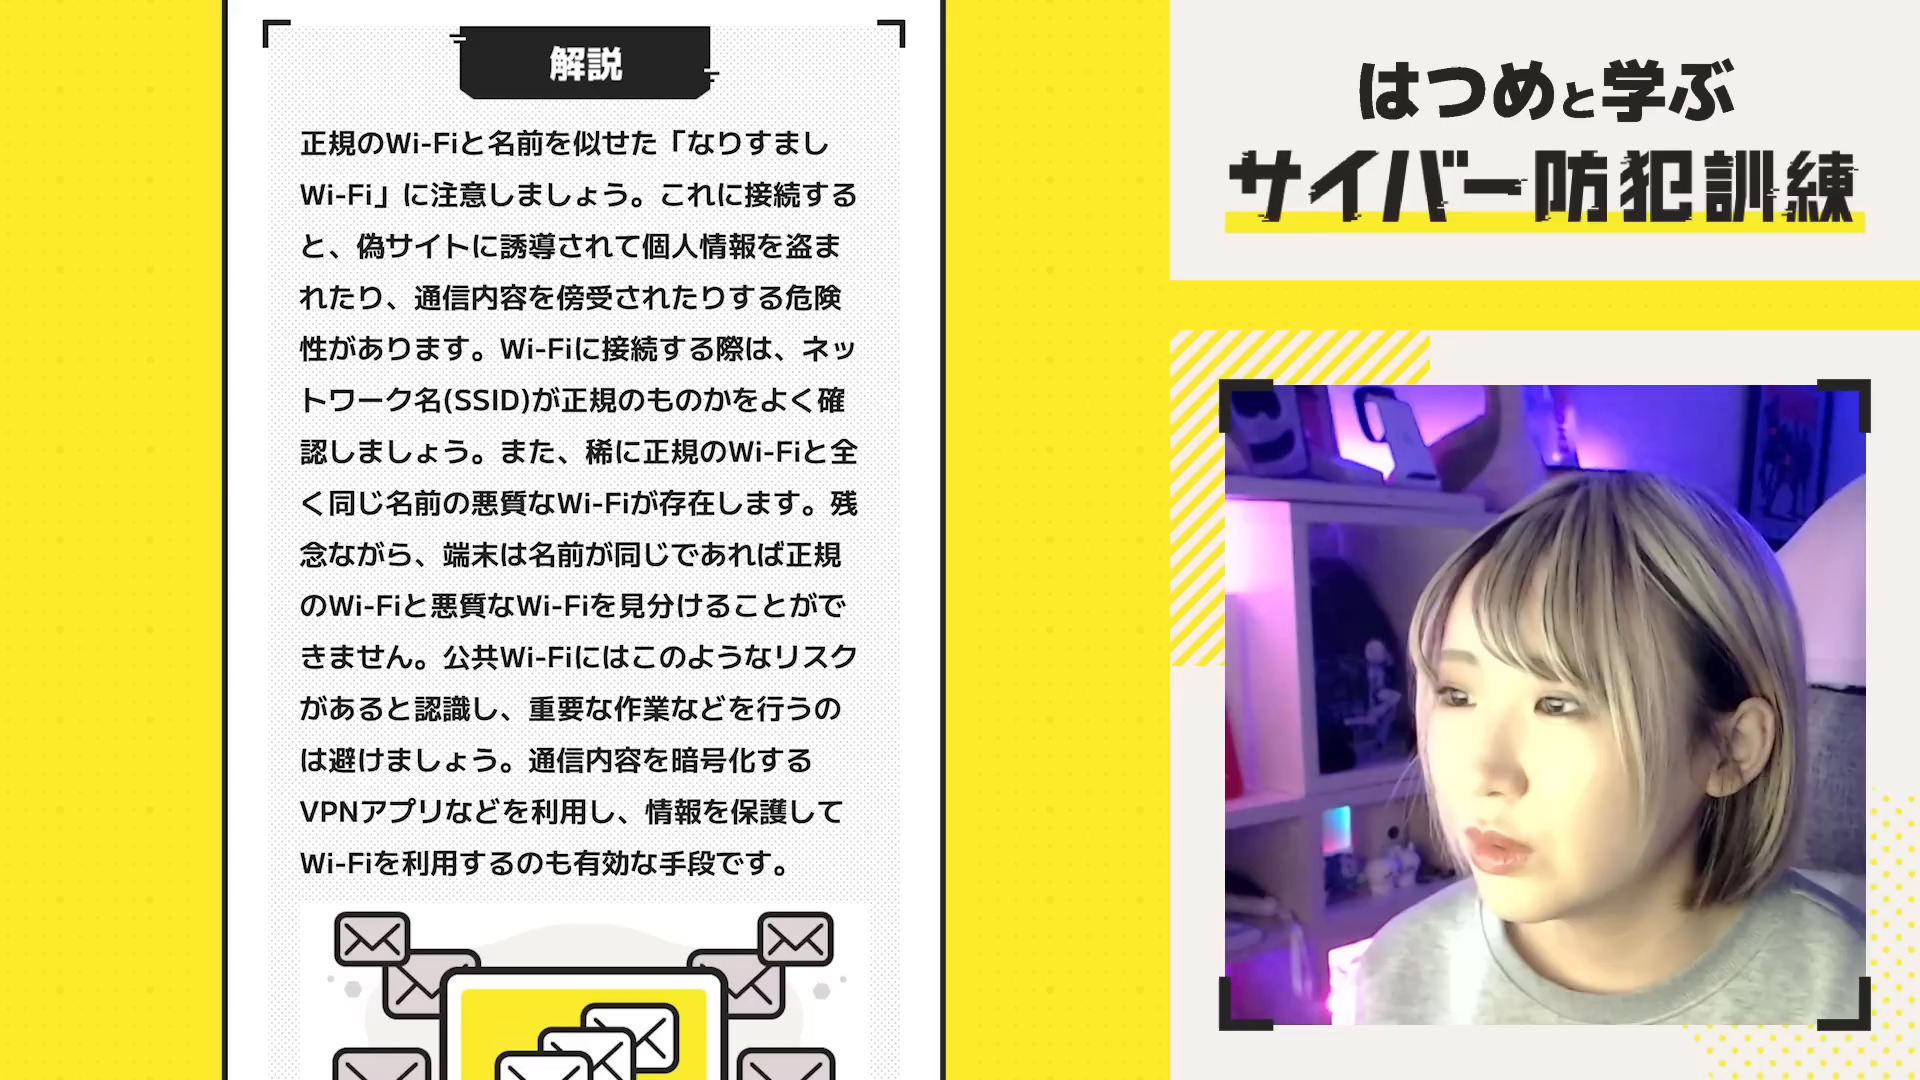 解説
正規のWi-Fiと名前を似せた「なりすまし
Wi-Fi」に注意しましょう。これに接続する
と、偽サイトに誘導されて個人情報を盗ま
れたり、通信内容を傍受されたりする危険
性があります。Wi-Fiに接続する際は、ネッ
トワーク名(SSID)が正規のものかをよく確
認しましょう。また、稀に正規のWi-Fiと全
く同じ名前の悪質なWi-Fiが存在します。残
念ながら、端末は名前が同じであれば正規
のWi-Fiと悪質なWi-Fiを見分けることがで
きません。公共Wi-Fiにはこのようなリスク
があると認識し、重要な作業などを行うの
は避けましょう。通信内容を暗号化する
VPNアプリなどを利用し、情報を保護して
Wi-Fiを利用するのも有効な手段です。
はつめと学ぶ
サイバー防犯訓練